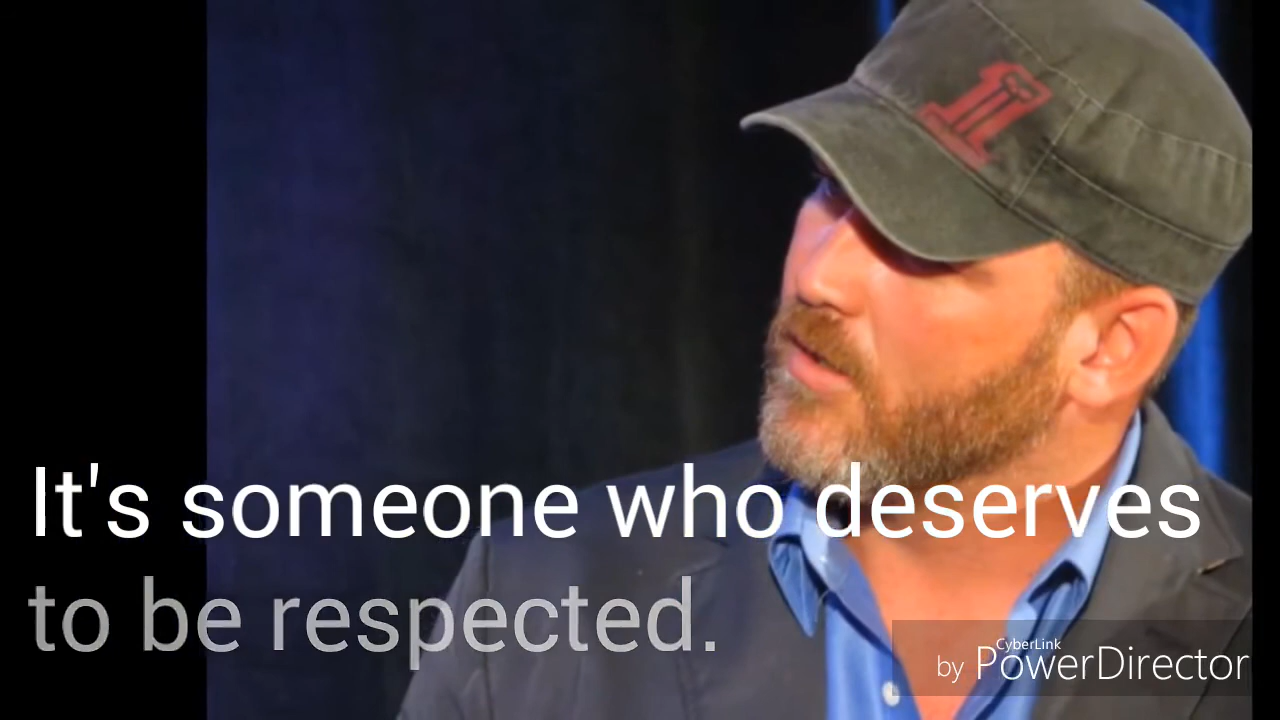 It's someone who deserves
to be respected.
CyberLink
by PowerDirector